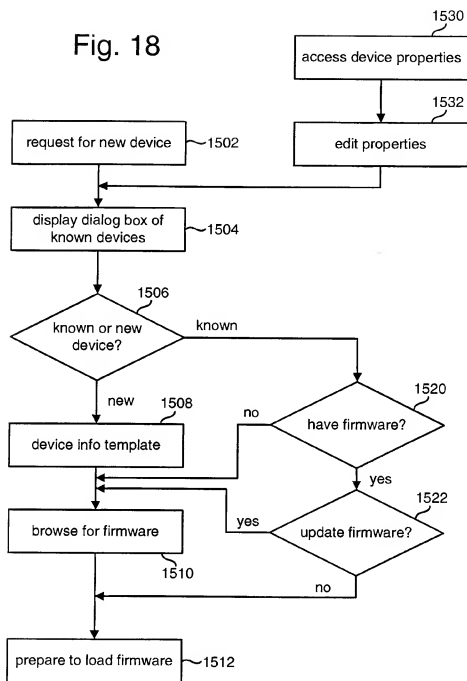 Fig. 18
1530
access device properties
1532
edit properties
request for new device
1502
display dialog box of
known devices
1504
1506
known or new
device?
known
new
1520
have firmware?
no
yes
1508
device info template
1522
update firmware?
yes
no
browse for firmware
1510
prepare to load firmware
1512